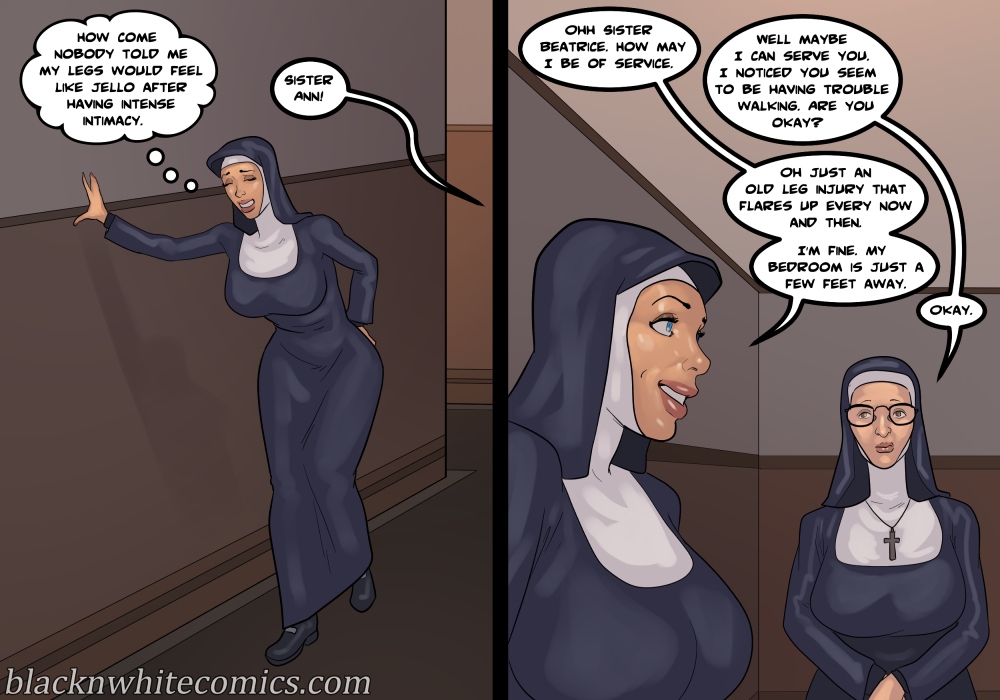 HOW COME
NOBODY TOLD ME
MY LEGS WOULD FEEL
LIKE JELLO AFTER
HAVING INTENSE
INTIMACY.
SISTER
ANN!
OHH SISTER
BEATRICE. HOW MAY
I BE OF SERVICE.
WELL MAYBE
I CAN SERVE YOU.
I NOTICED YOU SEEM
TO BE HAVING TROUBLE
WALKING. ARE YOU
OKAY?
OH JUST AN
OLD LEG INJURY THAT
FLARES UP EVERY NOW
AND THEN.
I'M FINE. MY
BEDROOM IS JUST A
FEW FEET AWAY.
OKAY.
blacknwhitecomics.com